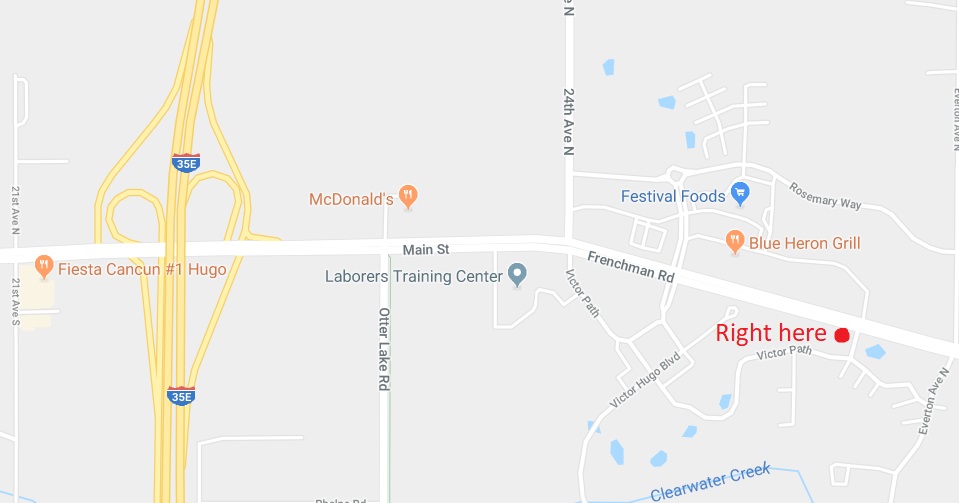 e N
24th Ave N
Everton Ave N
35E
McDonald's
Festival Foods
Rosemary Way
21st Ave N
Blue Heron Grill
Main St
Frenchman Rd
Fiesta Cancun #1 Hugo
Laborers Training Center
21st Ave S
Victor Path
Otter Lake Rd
Right here
Victor Path
Victor Hugo Blvd
35E
Everton Ave N
Clearwater Creek